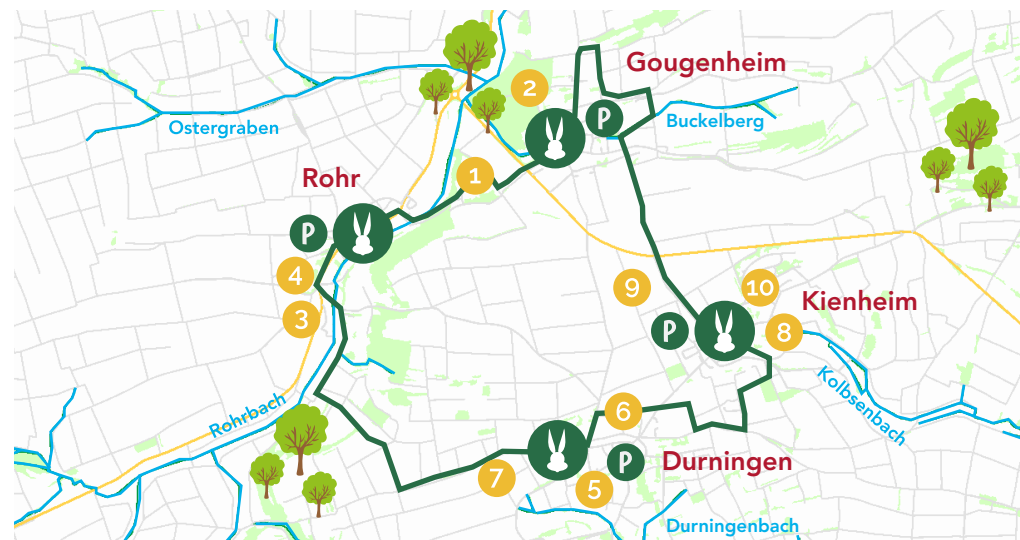 Gougenheim
2
P
Buckelberg
Ostergraben
1
Rohr
P
4
3
9
10
Kienheim
P
8
Kolbsenbach
Rohrbach
6
7
P
Durningen
5
Durningenbach